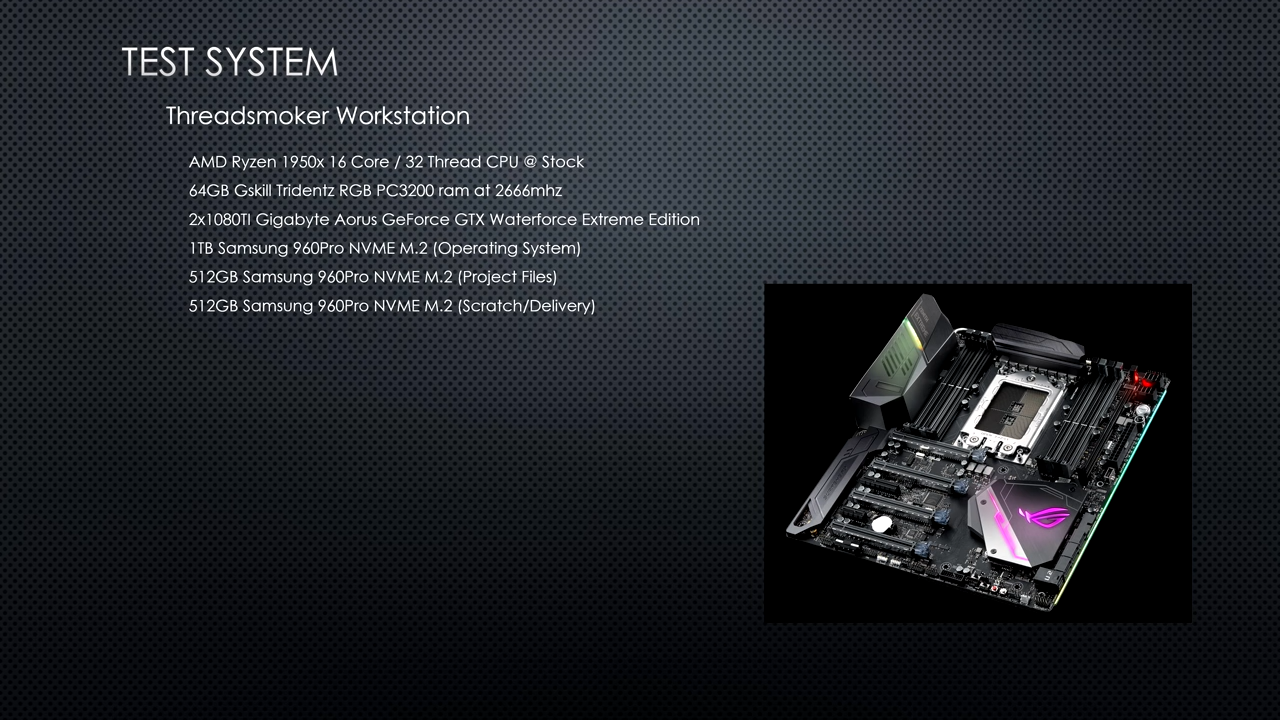 TEST SYSTEM
Threadsmoker Workstation
AMD Ryzen 1950x 16 Core / 32 Thread CPU @ Stock
64GB Gskill Tridentz RGB PC3200 ram at 2666mhz
2x1080TI Gigabyte Aorus GeForce GTX Waterforce Extreme Edition
1TB Samsung 960Pro NVME M.2 (Operating System)
512GB Samsung 960Pro NVME M.2 (Project Files)
512GB Samsung 960Pro NVME M.2 (Scratch/Delivery)